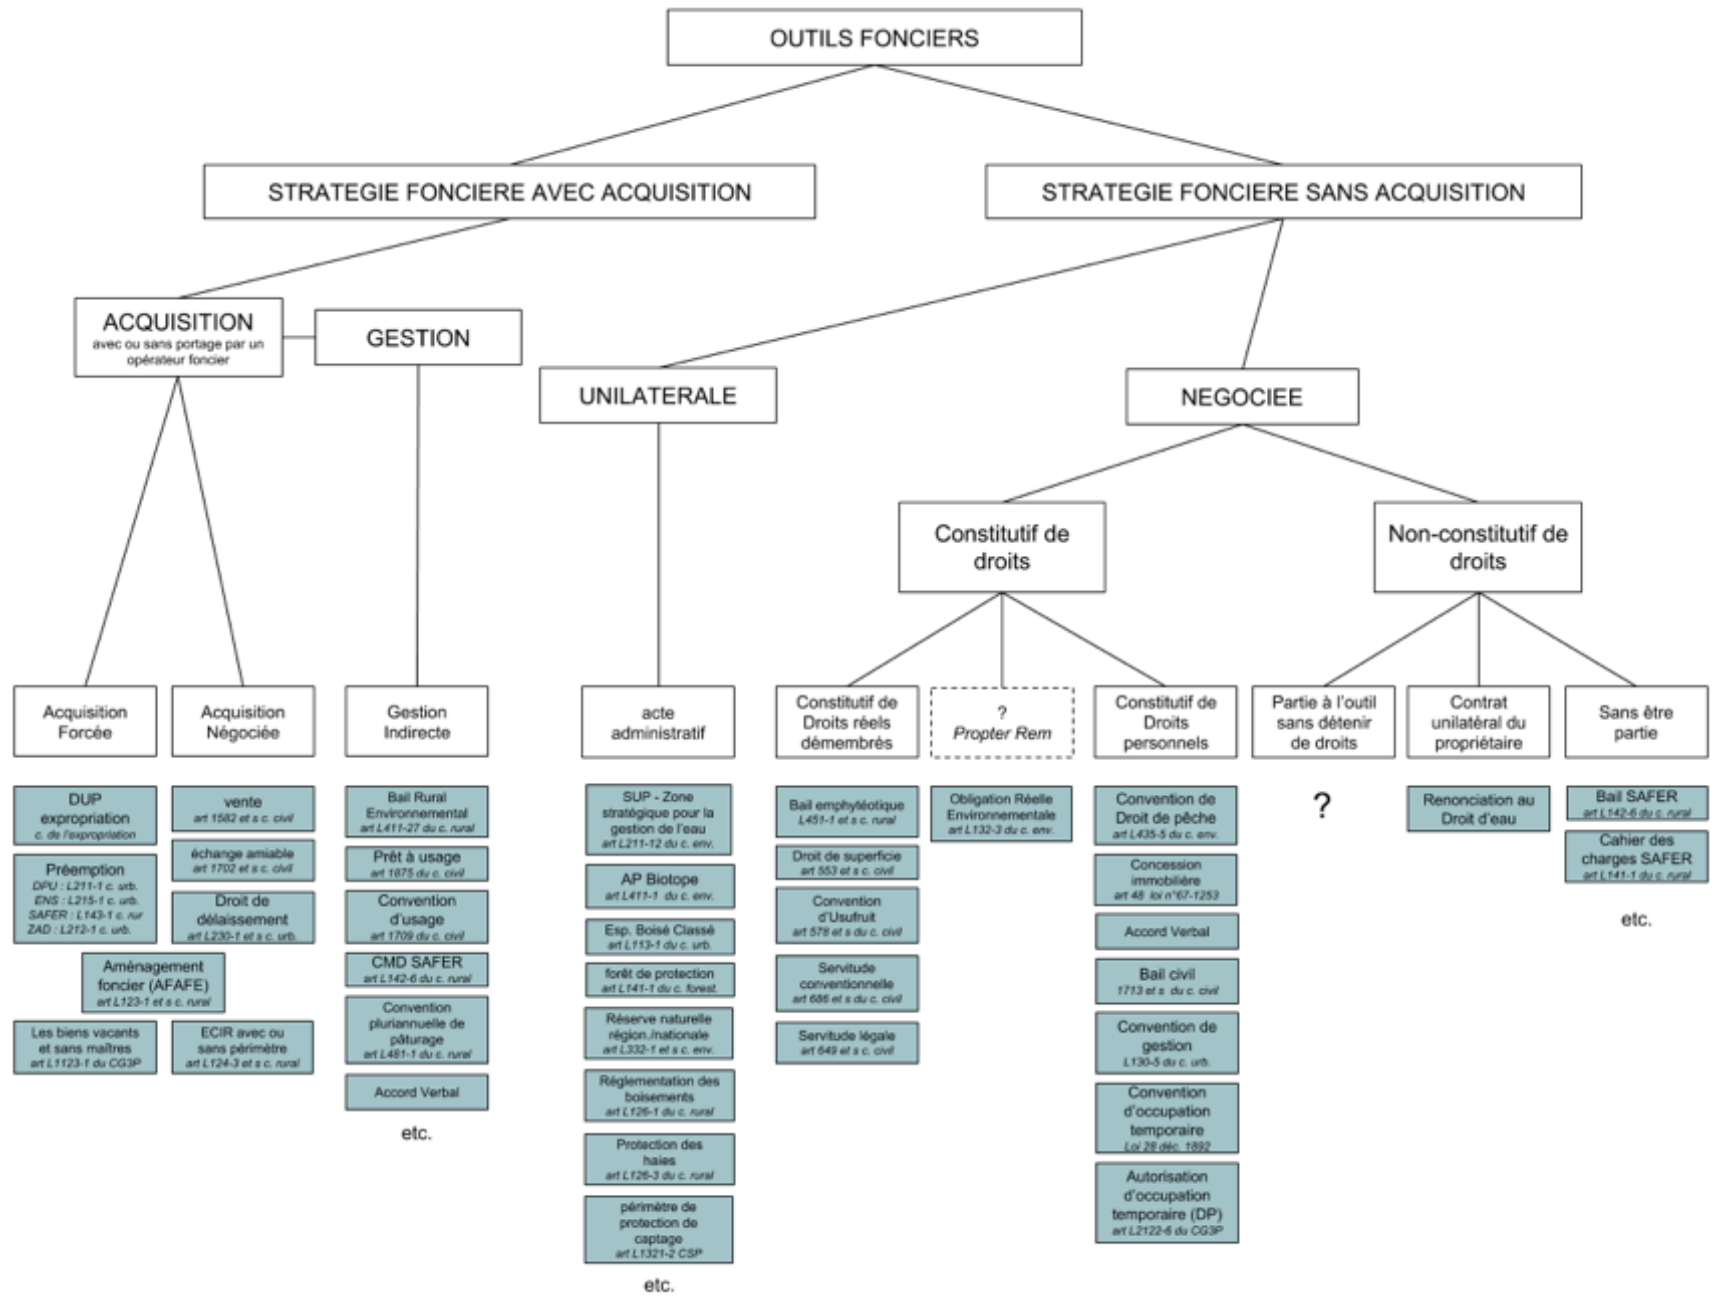 OUTILS FONCIERS
STRATEGIE FONCIERE AVEC ACQUISITION
STRATEGIE FONCIERE SANS ACQUISITION
ACQUISITION
avec ou sans portage par un
opérateur foncier
GESTION
UNILATERALE
NEGOCIEE
Constitutif de
droits
Non-constitutif de
droits
Acquisition
Forcée
Acquisition
Négociée
Gestion
Indirecte
acte
administratif
Constitutif de
Droits réels
démembrés
?
Propter Rem
Constitutif de
Droits
personnels
Partie à l'outil
sans détenir
de droits
Contrat
unilatéral du
propriétaire
Sans être
partie
DUP
expropriation
c. de l'expropriation
Préemption
DPU : L211-1 c. urb.
ENS : L215-1 c. urb.
SAFER : L143-1 c. rur
ZAD : L212-1 c. urb.
Aménagement
foncier (AFAFE)
art L123-1 et s c. rural
Les biens vacants
et sans maîtres
art L1123-1 du CG3P
vente
art 1582 et s c. civil
échange amiable
art 1702 et s c. civil
Droit de
délaissement
art L230-1 et s c. urb.
ECIR avec ou
sans périmètre
art L124-3 et s c. rural
Bail Rural
Environnemental
art L411-27 du c. rural
Prêt à usage
art 1875 du c. civil
Convention
d'usage
art 1709 du c. civil
CMD SAFER
art L142-6 du c. rural
Convention
pluriannuelle de
pâturage
art L481-1 du c. rural
Accord Verbal
etc.
SUP - Zone
stratégique pour la
gestion de l'eau
art L211-12 du c. env.
AP Biotope
art L411-1 du c. env.
Esp. Boisé Classé
art L113-1 du c. urb.
forêt de protection
art L141-1 du c. forest.
Réserve naturelle
région./nationale
art L332-1 et s c. env.
Réglementation des
boisements
art L126-1 du c. rural
Protection des
haies
art L126-3 du c. rural
périmètre de
protection de
captage
art L1321-2 CSP
etc.
Bail emphytéotique
L451-1 et s c. rural
Droit de superficie
art 553 et s c. civil
Convention
d'Usufruit
art 578 et s du c. civil
Servitude
conventionnelle
art 686 et s du c. civil
Servitude légale
art 649 et s c. civil
Obligation Réelle
Environnementale
art L132-3 du c. env.
Convention de
Droit de pêche
art L435-5 du c. env.
Concession
immobilière
art 48 loi n°67-1253
Accord Verbal
Bail civil
1713 et s du c. civil
Convention de
gestion
L130-5 du c. urb.
Convention
d'occupation
temporaire
Loi 28 déc. 1892
Autorisation
d'occupation
temporaire (DP)
art L2122-6 du CG3P
?
Renonciation au
Droit d'eau
Bail SAFER
art L142-6 du c. rural
Cahier des
charges SAFER
art L141-1 du c. rural
etc.